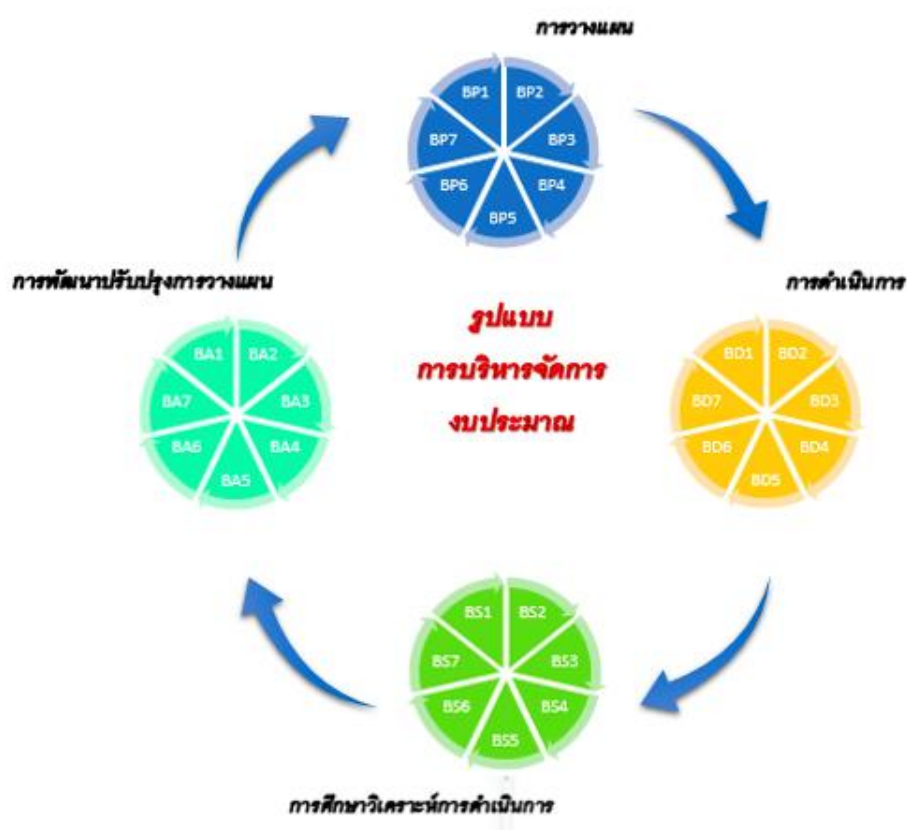 การวางแผน
BP1
BP2
BP3
BP4
BP5
BP6
BP7
การดำเนินการ
BD1
BD2
BD3
BD4
BD5
BD6
BD7
การศึกษาวิเคราะห์การดำเนินการ
BS1
BS2
BS3
BS4
BS5
BS6
BS7
การพัฒนาปรับปรุงการวางแผน
BA1
BA2
BA3
BA4
BA5
BA6
BA7
รูปแบบ
การบริหารจัดการ
งบประมาณ